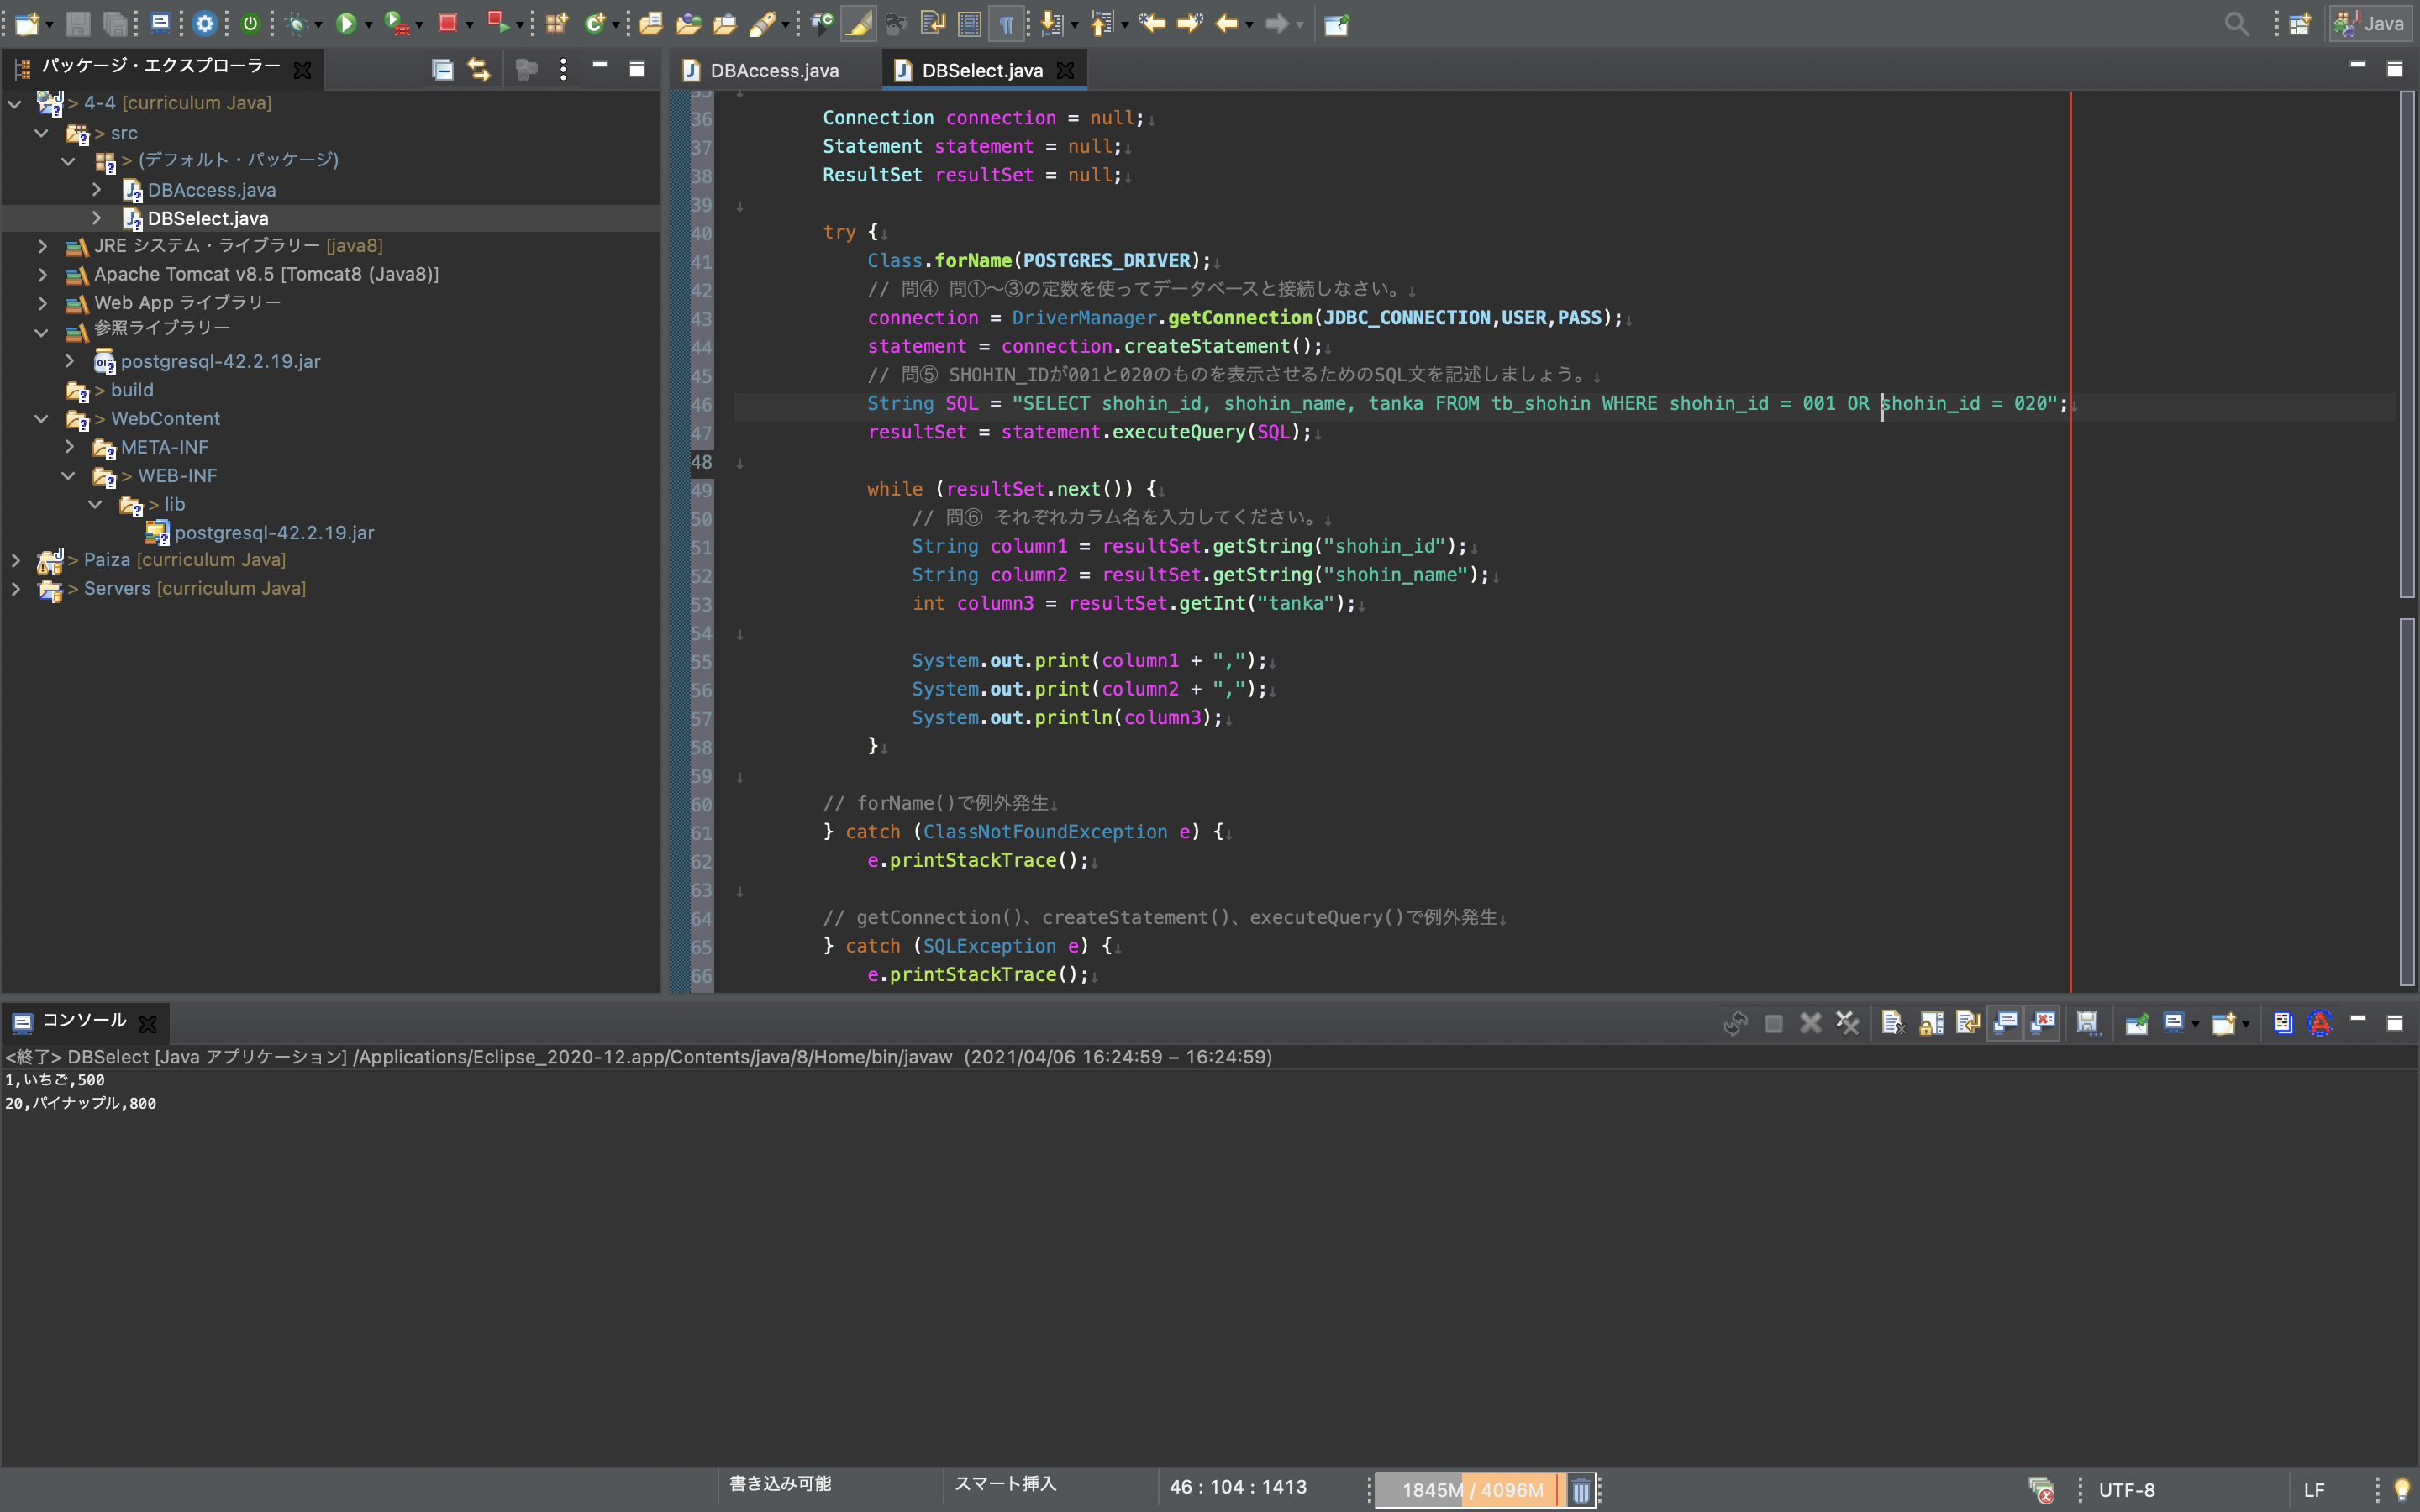 Java
パッケージ・エクスプローラー
DBAccess.java
DBSelect.java
> 4-4 [curriculum Java]
> src
> (デフォルト・パッケージ)
DBAccess.java
DBSelect.java
JRE システム・ライブラリー [java8]
Apache Tomcat v8.5 [Tomcat8 (Java8)]
Web App ライブラリー
参照ライブラリー
postgresql-42.2.19.jar
> build
> WebContent
META-INF
> WEB-INF
> lib
postgresql-42.2.19.jar
> Paiza [curriculum Java]
> Servers [curriculum Java]
35 ↓
36 Connection connection = null;↓
37 Statement statement = null;↓
38 ResultSet resultSet = null;↓
39 ↓
40 try {↓
41 Class.forName(POSTGRES_DRIVER);↓
42 // 問④ 問①〜③の定数を使ってデータベースと接続しなさい。↓
43 connection = DriverManager.getConnection(JDBC_CONNECTION,USER,PASS);↓
44 statement = connection.createStatement();↓
45 // 問⑤ SHOHIN_IDが001と020のものを表示させるためのSQL文を記述しましょう。↓
46 String SQL = "SELECT shohin_id, shohin_name, tanka FROM tb_shohin WHERE shohin_id = 001 OR shohin_id = 020";↓
47 resultSet = statement.executeQuery(SQL);↓
48 ↓
49 while (resultSet.next()) {↓
50 // 問⑥ それぞれカラム名を入力してください。↓
51 String column1 = resultSet.getString("shohin_id");↓
52 String column2 = resultSet.getString("shohin_name");↓
53 int column3 = resultSet.getInt("tanka");↓
54 ↓
55 System.out.print(column1 + ",");↓
56 System.out.print(column2 + ",");↓
57 System.out.println(column3);↓
58 }↓
59 ↓
60 // forName()で例外発生↓
61 } catch (ClassNotFoundException e) {↓
62 e.printStackTrace();↓
63 ↓
64 // getConnection()、createStatement()、executeQuery()で例外発生↓
65 } catch (SQLException e) {↓
66 e.printStackTrace();↓
コンソール
<終了> DBSelect [Java アプリケーション] /Applications/Eclipse_2020-12.app/Contents/java/8/Home/bin/javaw  (2021/04/06 16:24:59 – 16:24:59)
1,いちご,500
20,パイナップル,800
書き込み可能
スマート挿入
46 : 104 : 1413
1845M / 4096M
UTF-8
LF